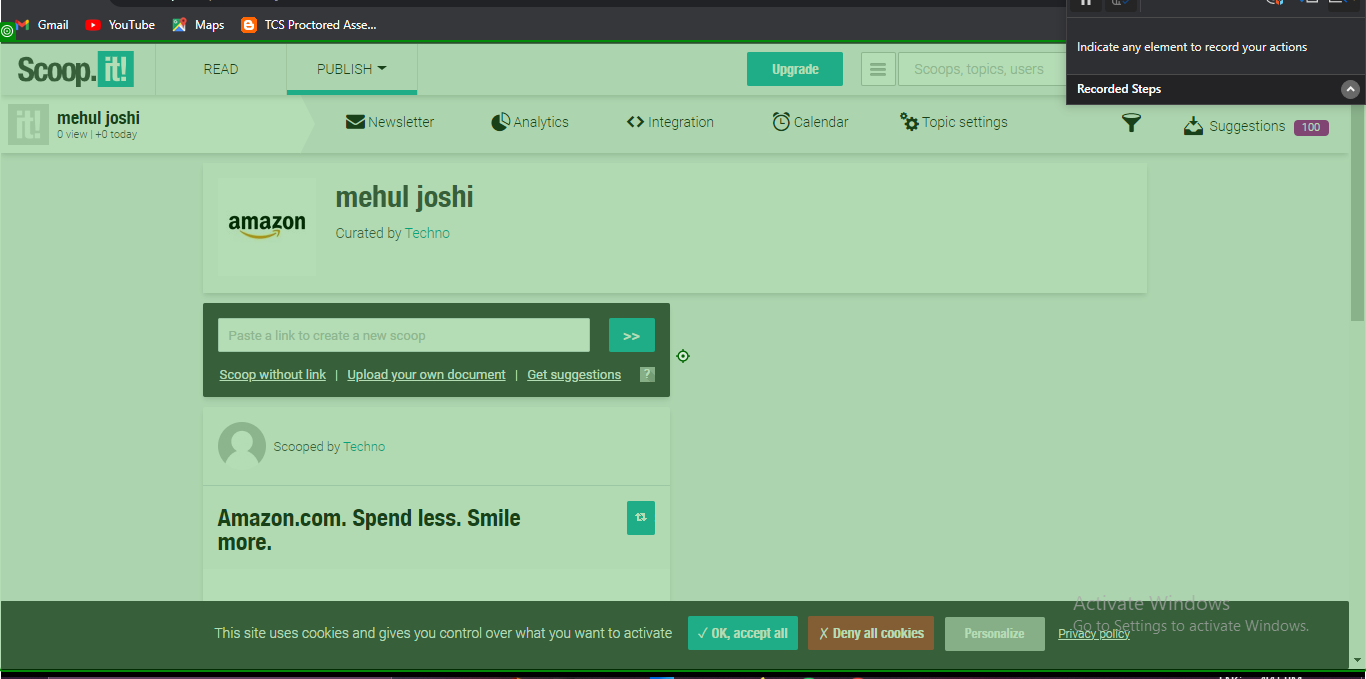 Gmail YouTube Maps TCS Proctored Asse...
Indicate any element to record your actions
Recorded Steps
Scoop.it! READ PUBLISH Upgrade Scoops, topics, users
it! mehul joshi
0 view | +0 today
Newsletter Analytics Integration Calendar Topic settings Suggestions 100
mehul joshi
amazon
Curated by Techno
Paste a link to create a new scoop >>
Scoop without link | Upload your own document | Get suggestions ?
Scooped by Techno
Amazon.com. Spend less. Smile
more.
This site uses cookies and gives you control over what you want to activate ✓ OK, accept all ✗ Deny all cookies Personalize Privacy policy
Activate Windows
Go to Settings to activate Windows.